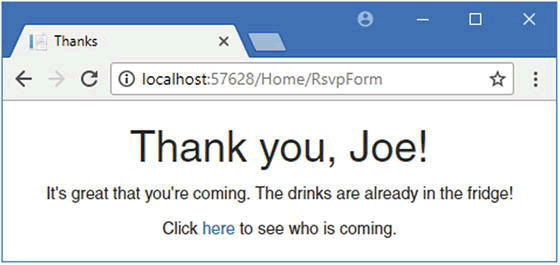 Thanks
localhost:57628/Home/RsvpForm
Thank you, Joe!
It's great that you're coming. The drinks are already in the fridge!
Click here to see who is coming.